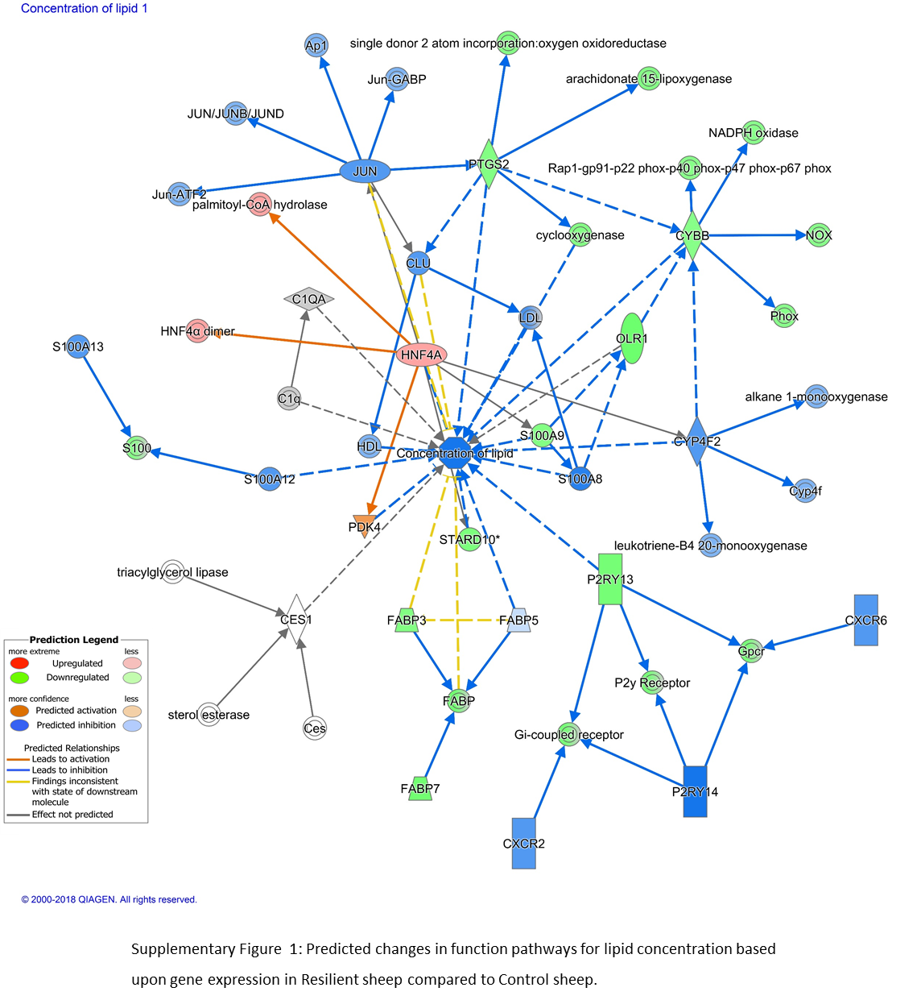 Concentration of lipid 1
Ap1
single donor 2 atom incorporation:oxygen oxidoreductase
Jun-GABP
arachidonate 15-lipoxygenase
JUN/JUNB/JUND
NADPH oxidase
JUN
PTGS2
Rap1-gp91-p22 phox-p40 phox-p47 phox-p67 phox
Jun-ATF2
palmitoyl-CoA hydrolase
cyclooxygenase
CYBB
NOX
CLU
C1QA
LDL
Phox
HNF4α dimer
OLR1
S100A13
HNF4A
C1q
alkane 1-monooxygenase
S100
HDL
Concentration of lipid
S100A9
CYP4F2
S100A12
S100A8
Cyp4f
PDK4
STARD10*
leukotriene-B4 20-monooxygenase
triacylglycerol lipase
P2RY13
CES1
FABP3
FABP5
CXCR6
Gpcr
P2y Receptor
FABP
sterol esterase
Ces
Gi-coupled receptor
FABP7
P2RY14
CXCR2
Prediction Legend
more extreme less
Upregulated
Downregulated
more confidence less
Predicted activation
Predicted inhibition
Predicted Relationships
Leads to activation
Leads to inhibition
Findings inconsistent
with state of downstream
molecule
Effect not predicted
© 2000-2018 QIAGEN. All rights reserved.
Supplementary Figure 1: Predicted changes in function pathways for lipid concentration based
upon gene expression in Resilient sheep compared to Control sheep.